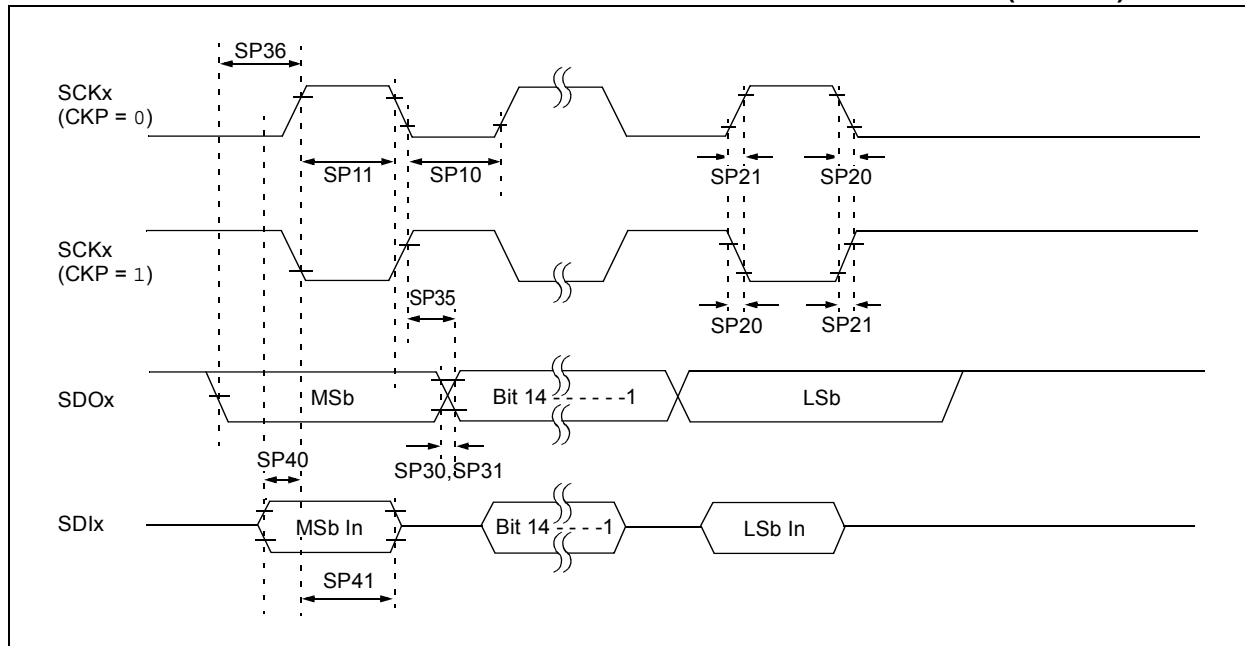 SP36
SCKx
(CKP = 0)
SP11
SP10
SP21
SP20
SCKx
(CKP = 1)
SP35
SP20
SP21
SDOx
MSb
Bit 14 - - - - - -1
LSb
SP40
SP30,SP31
SDIx
MSb In
Bit 14 - - - -1
LSb In
SP41